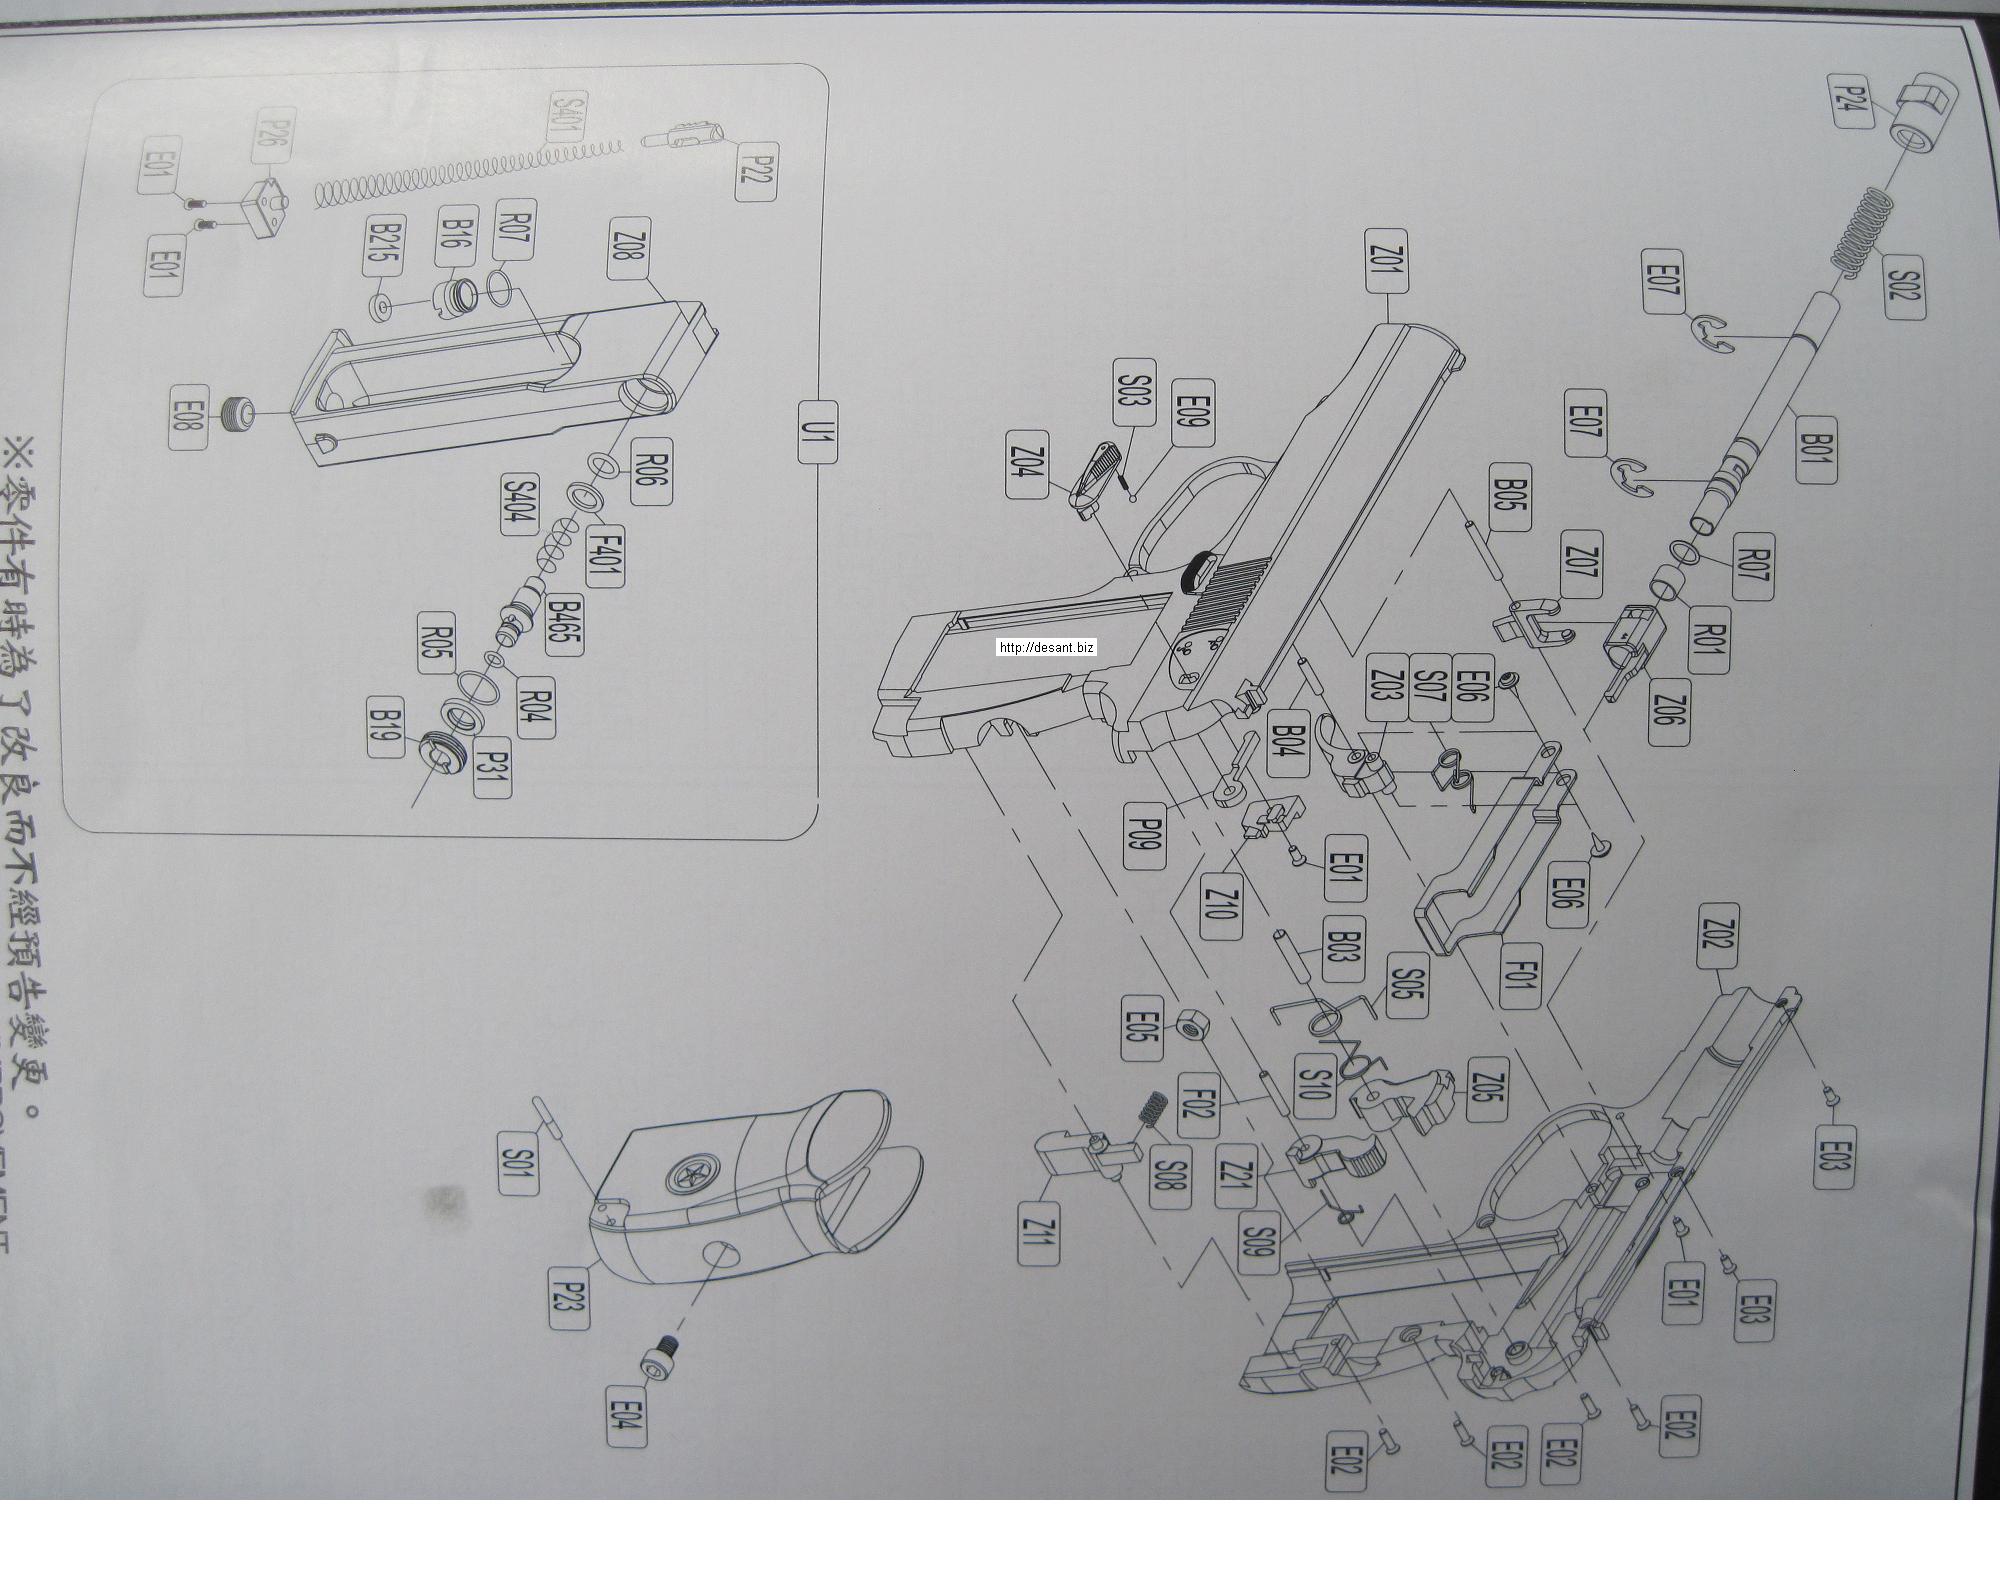 P24
S02
E03
B01
E03
R07
Z02
R01
E01
E02
Z06
E07
E07
Z07
E06
E02
F01
B05
E02
Z05
E06
S07
S05
Z03
Z01
E02
E01
B03
S10
B04
S09
Z21
Z10
F02
E09
S08
P09
E05
S03
Z11
Z04
http://desant.biz
U1
P22
R06
Z08
E04
F401
P23
S401
B465
R04
S404
S01
R07
P31
B16
R05
B19
B215
P26
E08
E01
E01
※零件有時為了改良而不經預告變更。